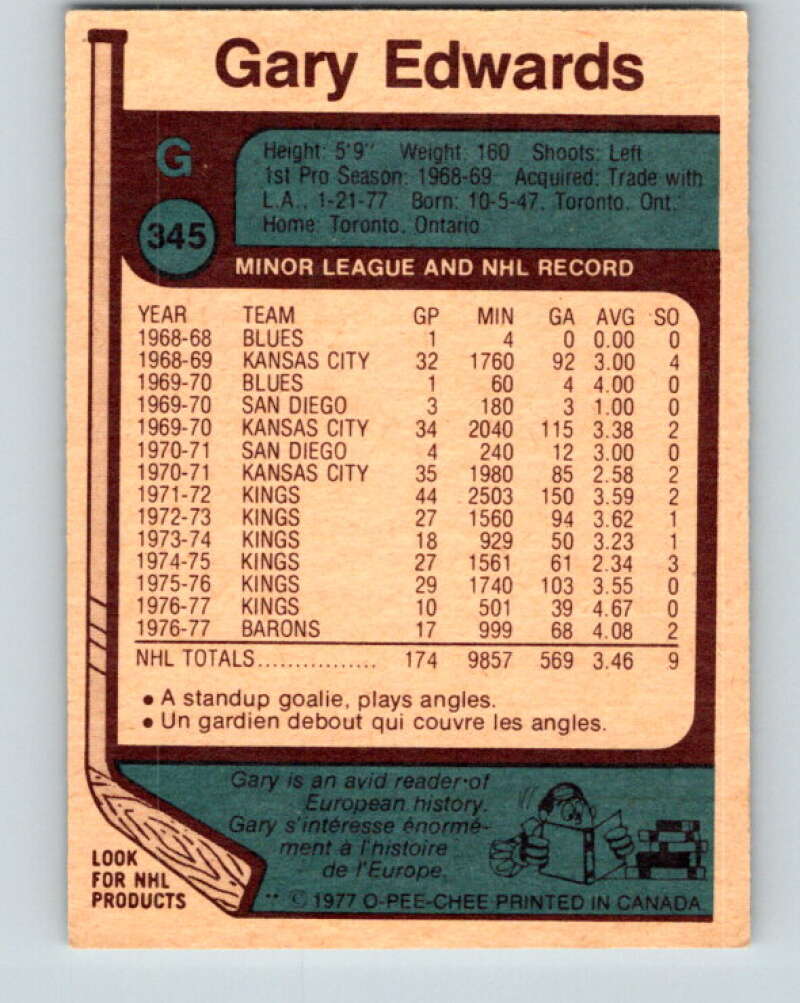 Gary Edwards
G
345
Height: 5'9" Weight: 160 Shoots: Left
1st Pro Season: 1968-69 Acquired: Trade with
L.A., 1-21-77 Born: 10-5-47, Toronto, Ont.
Home: Toronto, Ontario
MINOR LEAGUE AND NHL RECORD
YEAR TEAM GP MIN GA AVG SO
1968-68 BLUES 1 4 0 0.00 0
1968-69 KANSAS CITY 32 1760 92 3.00 4
1969-70 BLUES 1 60 4 4.00 0
1969-70 SAN DIEGO 3 180 3 1.00 0
1969-70 KANSAS CITY 34 2040 115 3.38 2
1970-71 SAN DIEGO 4 240 12 3.00 0
1970-71 KANSAS CITY 35 1980 85 2.58 2
1971-72 KINGS 44 2503 150 3.59 2
1972-73 KINGS 27 1560 94 3.62 1
1973-74 KINGS 18 929 50 3.23 1
1974-75 KINGS 27 1561 61 2.34 3
1975-76 KINGS 29 1740 103 3.55 0
1976-77 KINGS 10 501 39 4.67 0
1976-77 BARONS 17 999 68 4.08 2
NHL TOTALS................ 174 9857 569 3.46 9
• A standup goalie, plays angles.
• Un gardien debout qui couvre les angles.
Gary is an avid reader of
European history.
Gary s'intéresse énormé-
ment à l'histoire
de l'Europe.
LOOK
FOR NHL
PRODUCTS
** © 1977 O-PEE-CHEE PRINTED IN CANADA